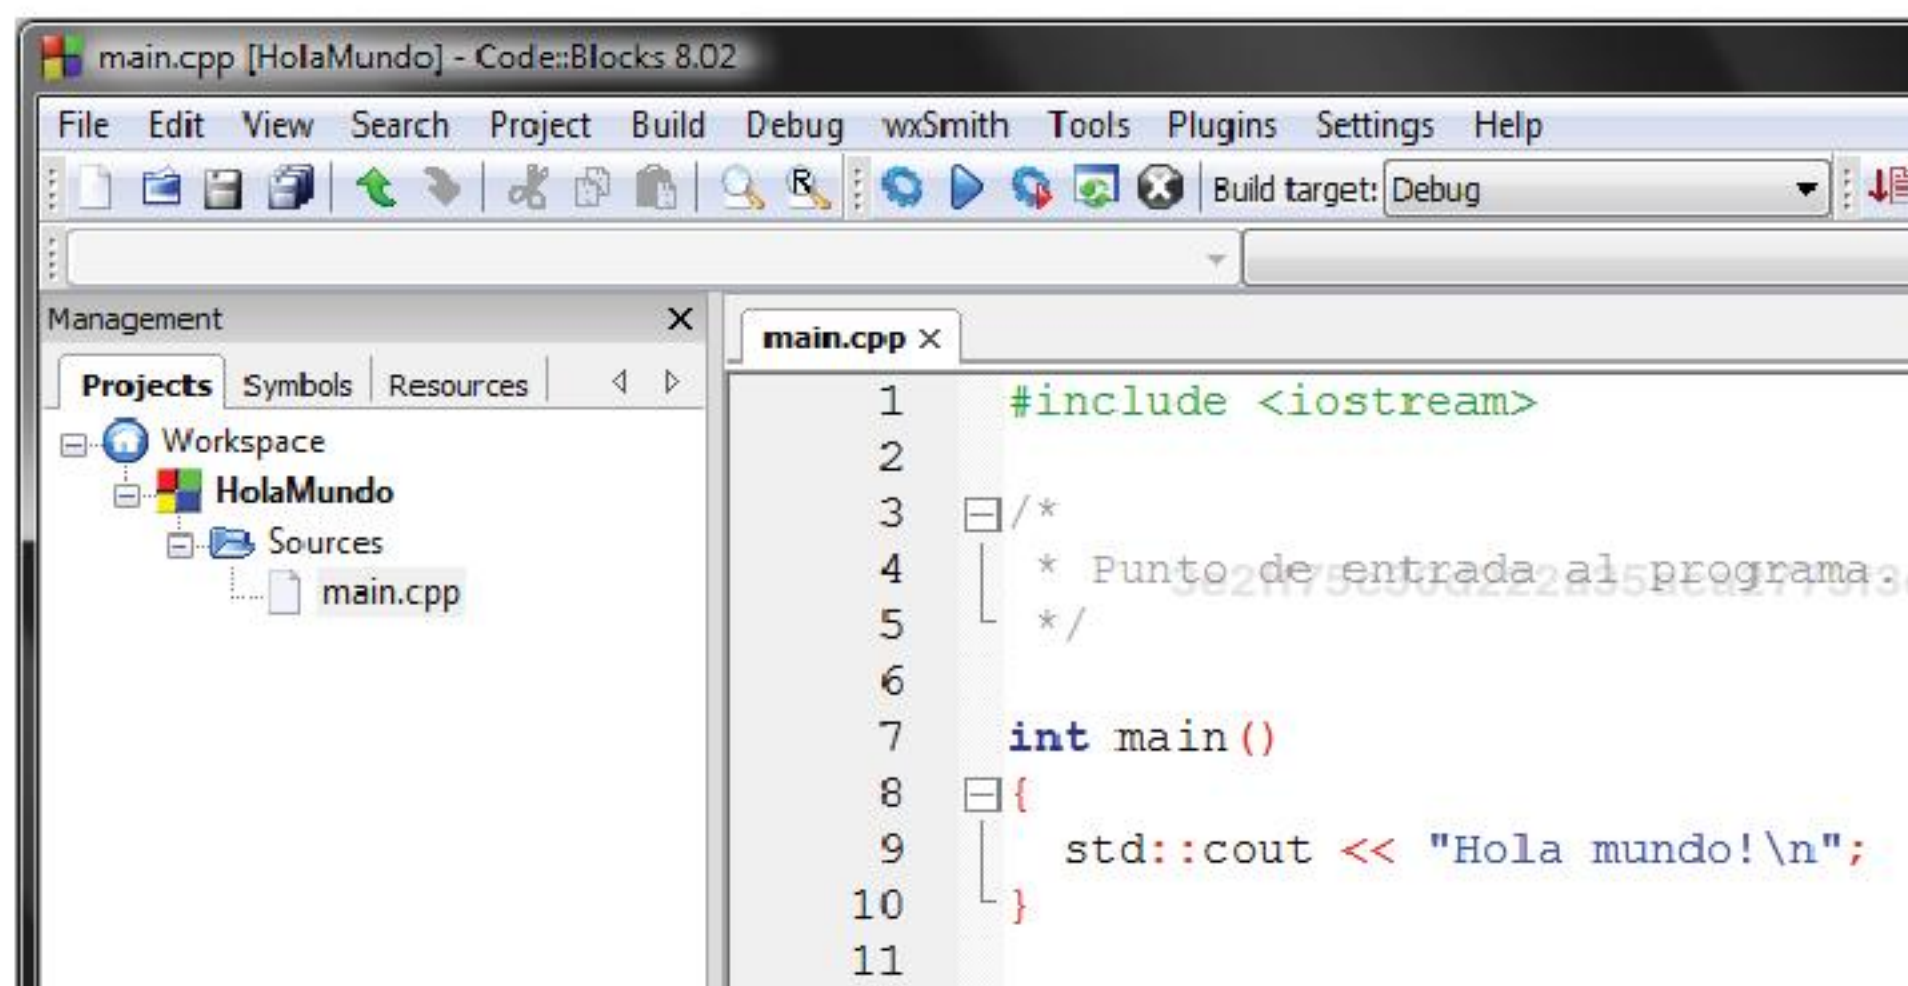 main.cpp [HolaMundo] - Code::Blocks 8.02
File Edit View Search Project Build Debug wxSmith Tools Plugins Settings Help
Build target: Debug
Management
main.cpp
Projects Symbols Resources
Workspace
HolaMundo
Sources
main.cpp
1 #include <iostream>
2
3 /*
4  * Punto de entrada al programa.
5  */
6
7 int main()
8 {
9   std::cout << "Hola mundo!\n";
10 }
11